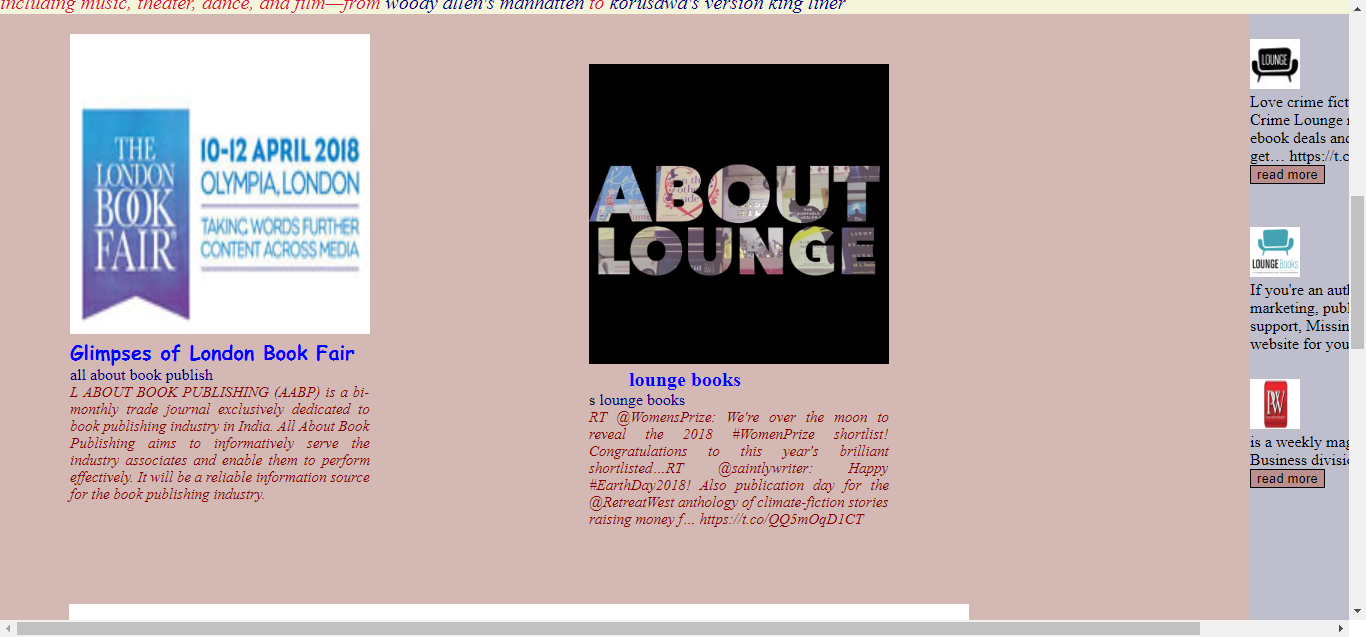 including music, theater, dance, and film—from woody allen's manhatten to korusawa's version king liner
THE
LONDON
BOOK
FAIR
10-12 APRIL 2018
OLYMPIA, LONDON
TAKING WORDS FURTHER
CONTENT ACROSS MEDIA
Glimpses of London Book Fair
all about book publish
L ABOUT BOOK PUBLISHING (AABP) is a bi-
monthly trade journal exclusively dedicated to
book publishing industry in India. All About Book
Publishing aims to informatively serve the
industry associates and enable them to perform
effectively. It will be a reliable information source
for the book publishing industry.
ABOUT
LOUNGE
lounge books
s lounge books
RT @WomensPrize: We're over the moon to
reveal the 2018 #WomenPrize shortlist!
Congratulations to this year's brilliant
shortlisted...RT @saintlywriter: Happy
#EarthDay2018! Also publication day for the
@RetreatWest anthology of climate-fiction stories
raising money f... https://t.co/QQ5mOqD1CT
LOUNGE
Love crime fict
Crime Lounge
ebook deals and
get… https://t.c
read more
LOUNGE Books
If you're an aut
marketing, publ
support, Missin
website for you
PW
is a weekly mag
Business divisi
read more